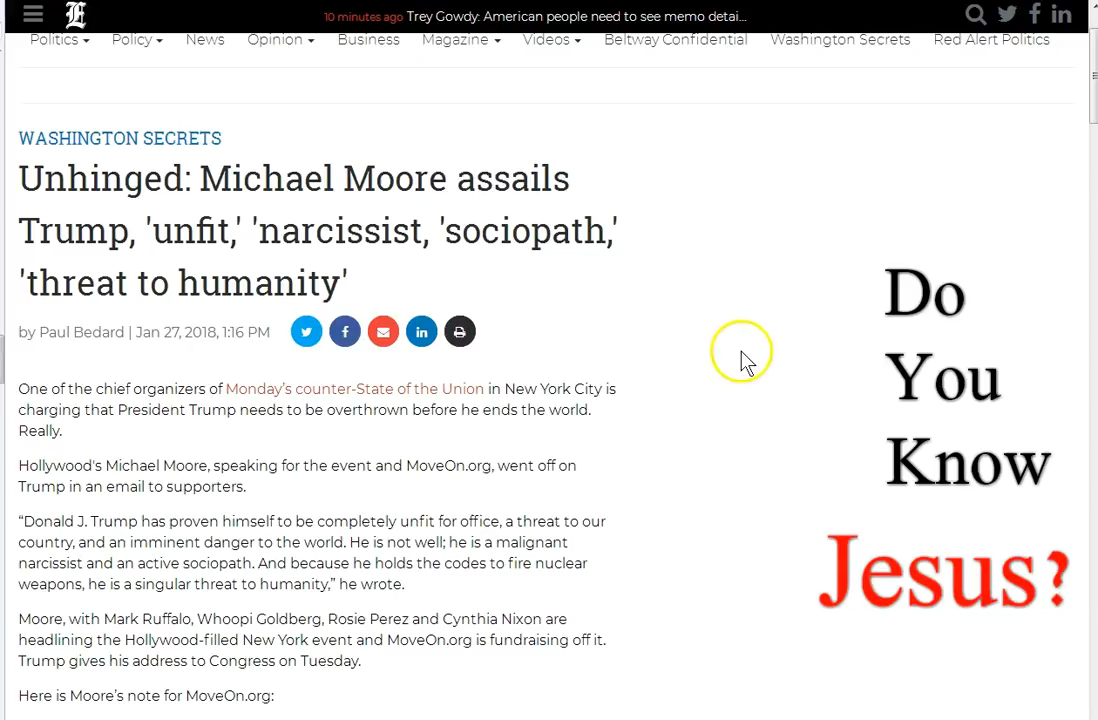 10 minutes ago Trey Gowdy: American people need to see memo detai...
Politics Policy News Opinion Business Magazine Videos Beltway Confidential Washington Secrets Red Alert Politics
WASHINGTON SECRETS
Unhinged: Michael Moore assails
Trump, 'unfit,' 'narcissist, 'sociopath,'
'threat to humanity'
by Paul Bedard | Jan 27, 2018, 1:16 PM
One of the chief organizers of Monday's counter-State of the Union in New York City is
charging that President Trump needs to be overthrown before he ends the world.
Really.
Hollywood's Michael Moore, speaking for the event and MoveOn.org, went off on
Trump in an email to supporters.
“Donald J. Trump has proven himself to be completely unfit for office, a threat to our
country, and an imminent danger to the world. He is not well; he is a malignant
narcissist and an active sociopath. And because he holds the codes to fire nuclear
weapons, he is a singular threat to humanity,” he wrote.
Moore, with Mark Ruffalo, Whoopi Goldberg, Rosie Perez and Cynthia Nixon are
headlining the Hollywood-filled New York event and MoveOn.org is fundraising off it.
Trump gives his address to Congress on Tuesday.
Here is Moore’s note for MoveOn.org:
Do
You
Know
Jesus?